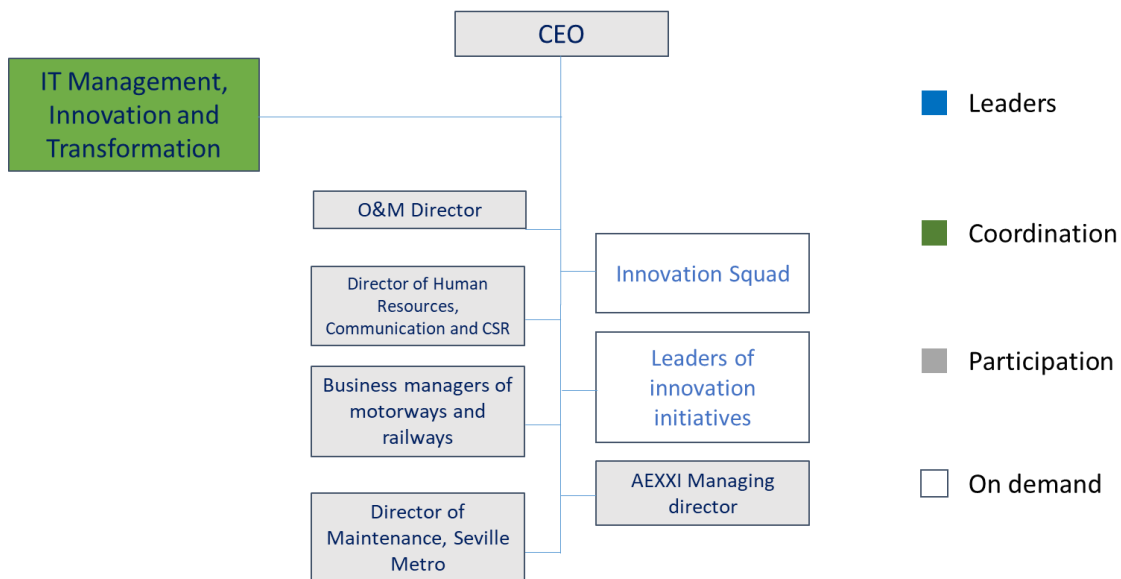 CEO
IT Management,
Innovation and
Transformation
Leaders
O&M Director
Coordination
Innovation Squad
Director of Human
Resources,
Communication and CSR
Leaders of
innovation
initiatives
Participation
Business managers of
motorways and
railways
AEXXI Managing
director
On demand
Director of
Maintenance, Seville
Metro